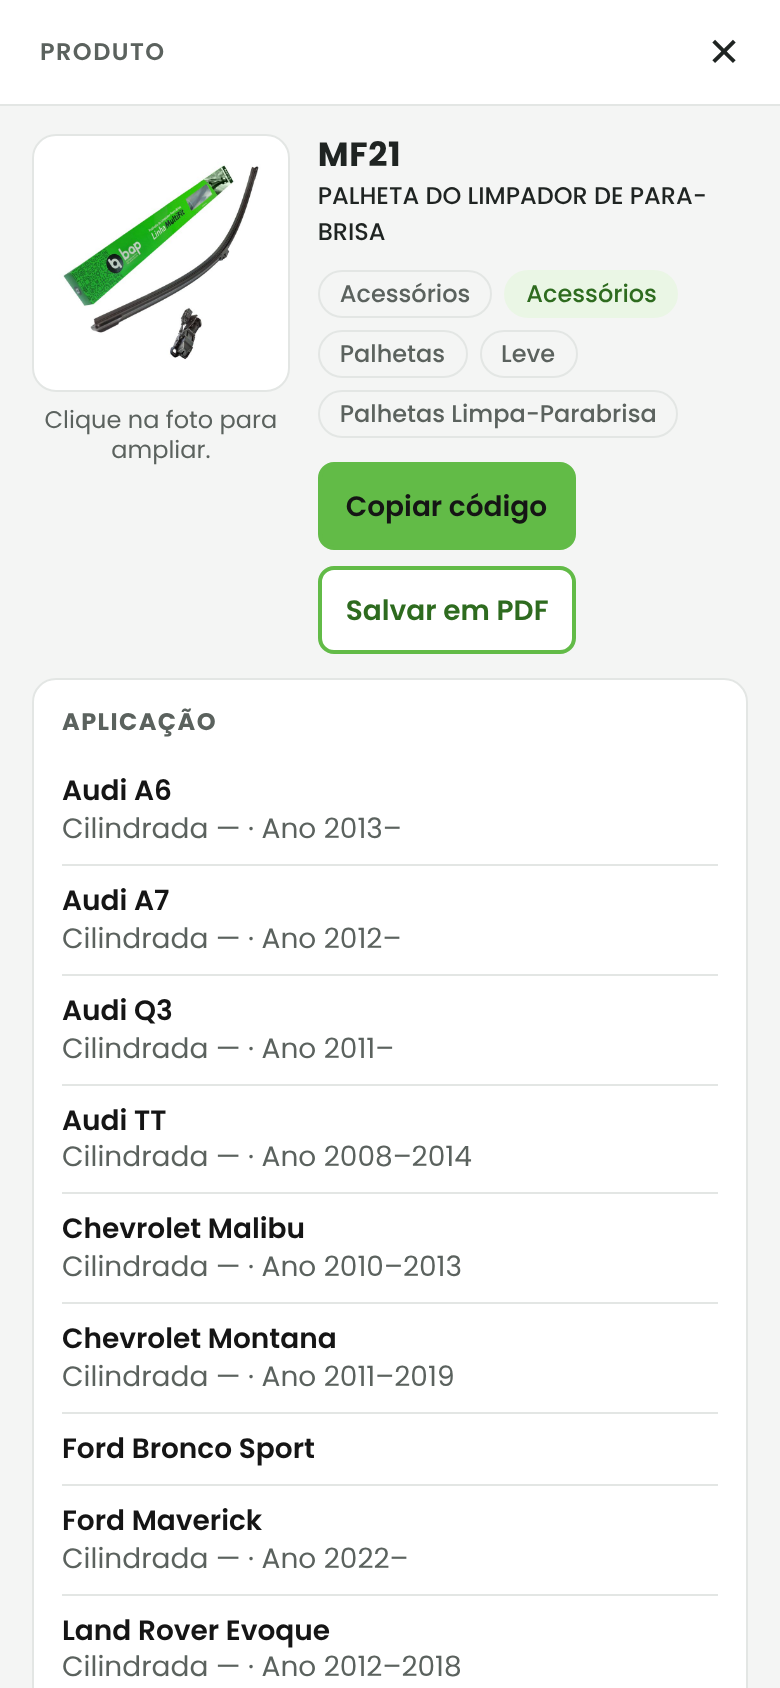 PRODUTO
bop
Linha Multifit
MF21
PALHETA DO LIMPADOR DE PARA-
BRISA
Acessórios
Acessórios
Palhetas
Leve
Palhetas Limpa-Parabrisa
Clique na foto para
ampliar.
Copiar código
Salvar em PDF
APLICAÇÃO
Audi A6
Cilindrada — · Ano 2013–
Audi A7
Cilindrada — · Ano 2012–
Audi Q3
Cilindrada — · Ano 2011–
Audi TT
Cilindrada — · Ano 2008–2014
Chevrolet Malibu
Cilindrada — · Ano 2010–2013
Chevrolet Montana
Cilindrada — · Ano 2011–2019
Ford Bronco Sport
Ford Maverick
Cilindrada — · Ano 2022–
Land Rover Evoque
Cilindrada — · Ano 2012–2018